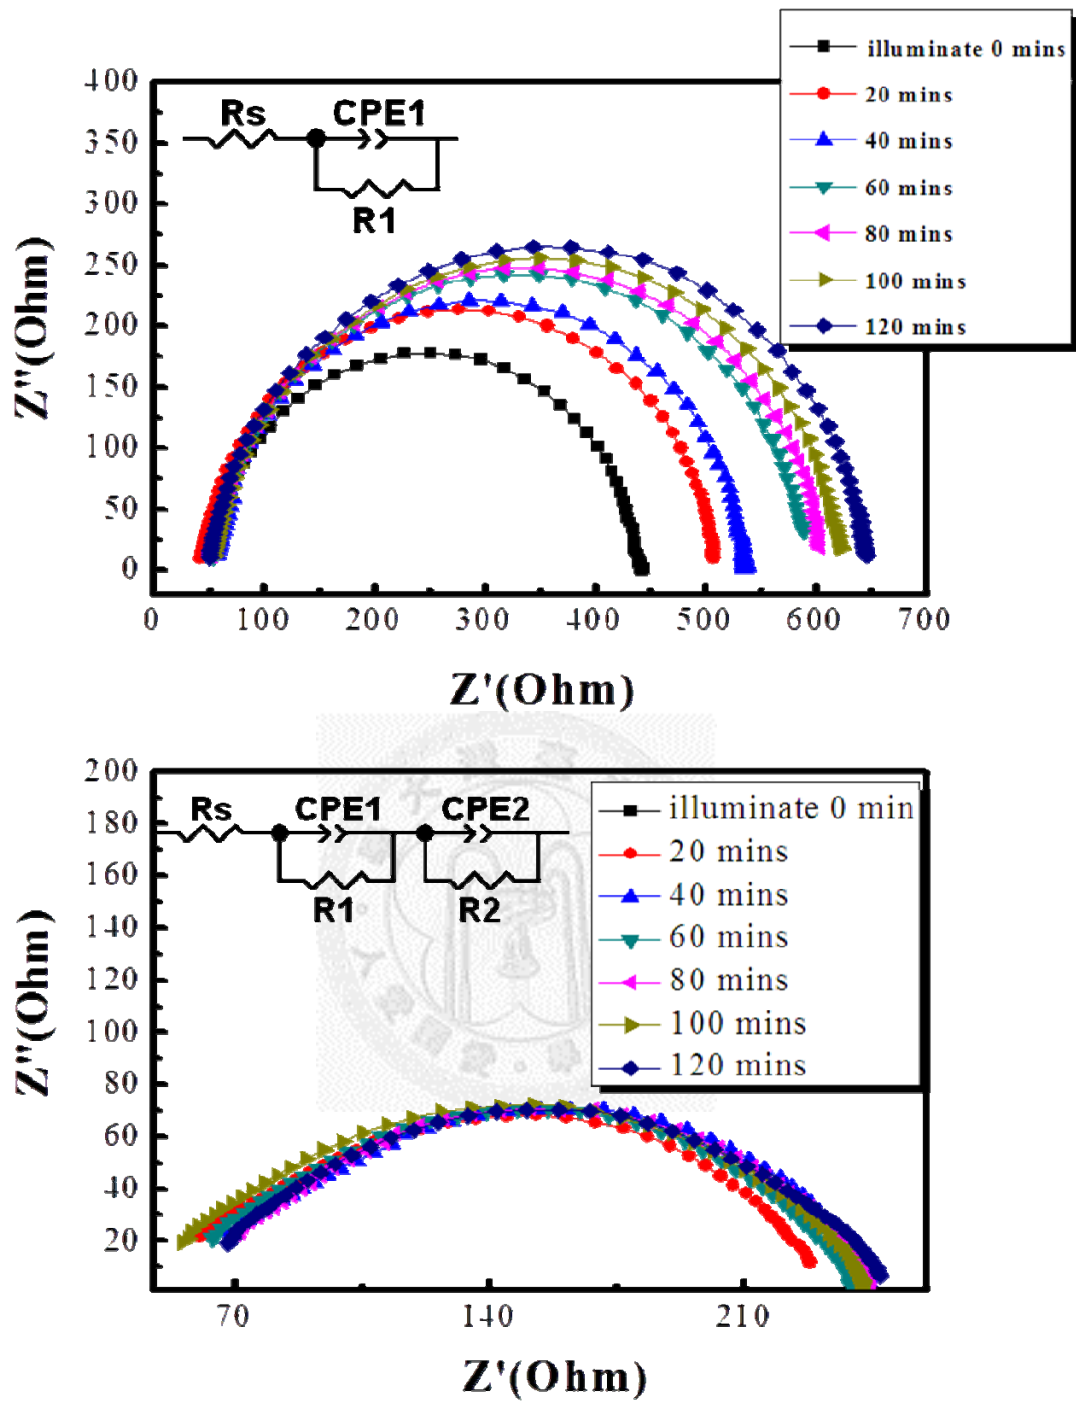 illuminate 0 mins
20 mins
40 mins
60 mins
80 mins
100 mins
120 mins
400
350
300
250
200
150
100
50
0
Rs
CPE1
R1
Z''(Ohm)
0 100 200 300 400 500 600 700
Z'(Ohm)
200
180
160
140
120
100
80
60
40
20
Rs
CPE1
CPE2
R1
R2
illuminate 0 min
20 mins
40 mins
60 mins
80 mins
100 mins
120 mins
Z''(Ohm)
70 140 210
Z'(Ohm)